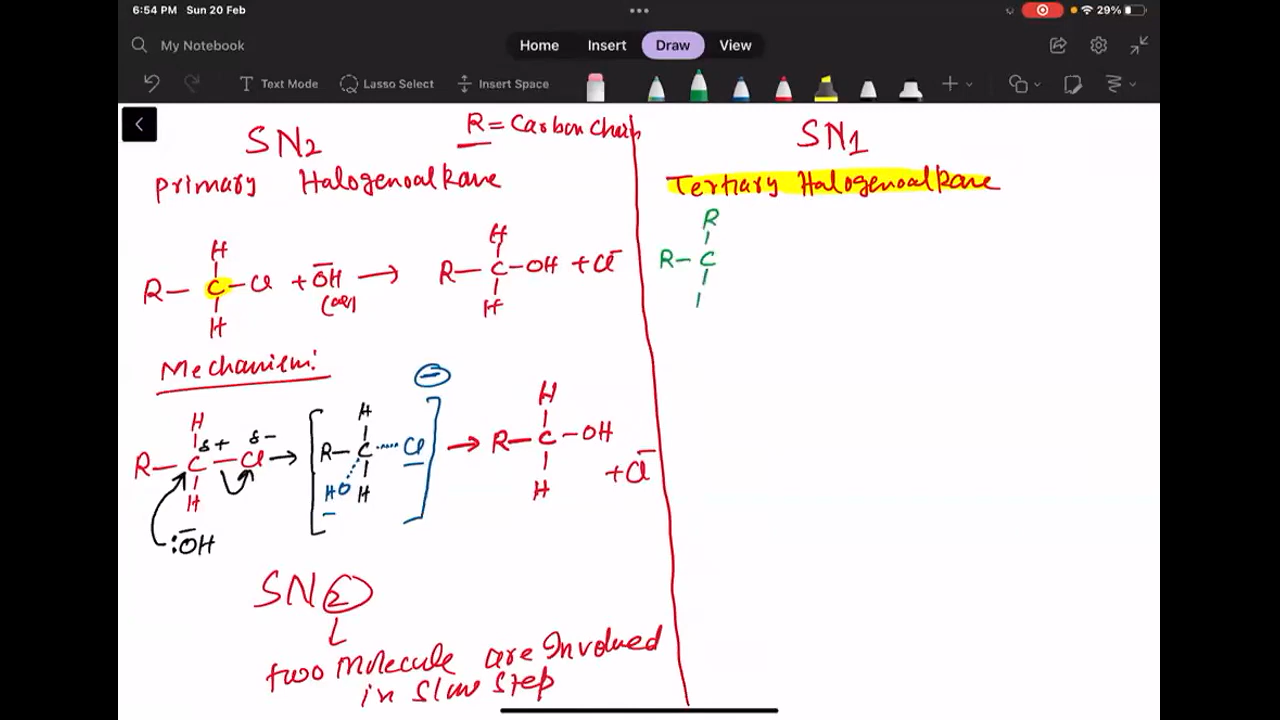 6:54 PM Sun 20 Feb
29%
My Notebook
Home Insert Draw View
Text Mode Lasso Select Insert Space
SN2
R = Carbon Chain
Primary Halogenoalkane
H
R – C – Cl + OH⁻ → R – C – OH + Cl⁻
(aq)
H
H
H
Mechanism:
H
R – C δ+ – Cl δ- → [ R – C ····· Cl ] ⊖ → R – C – OH
H
H
HO
H
H
H
+ Cl⁻
:OH⁻
SN2
two molecule are Involved
in Slow Step
SN1
Tertiary Halogenoalkane
R
R – C